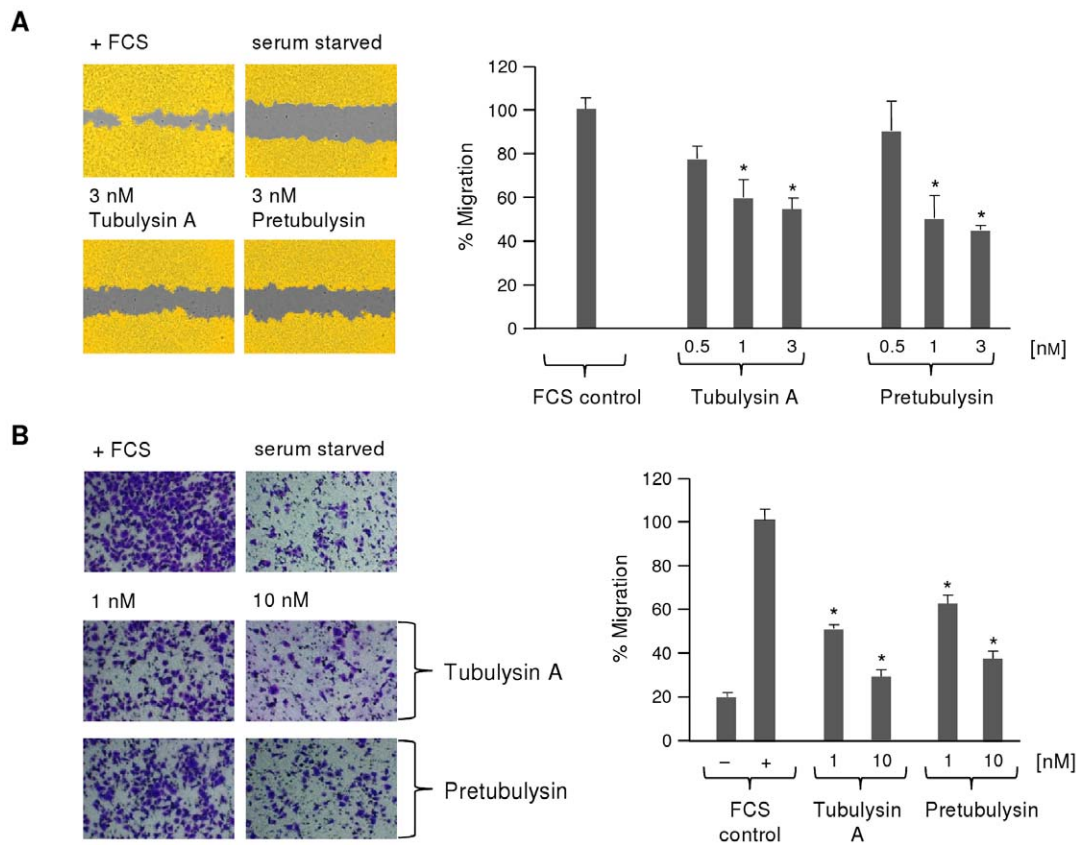 A
+ FCS serum starved
3 nM 3 nM
Tubulysin A Pretubulysin
% Migration
120
100
80
60
40
20
0
* * * *
0.5 1 3 0.5 1 3 [nM]
FCS control Tubulysin A Pretubulysin
B
+ FCS serum starved
1 nM 10 nM
Tubulysin A
Pretubulysin
% Migration
120
100
80
60
40
20
0
* * * *
– + 1 10 1 10 [nM]
FCS Tubulysin Pretubulysin
control A